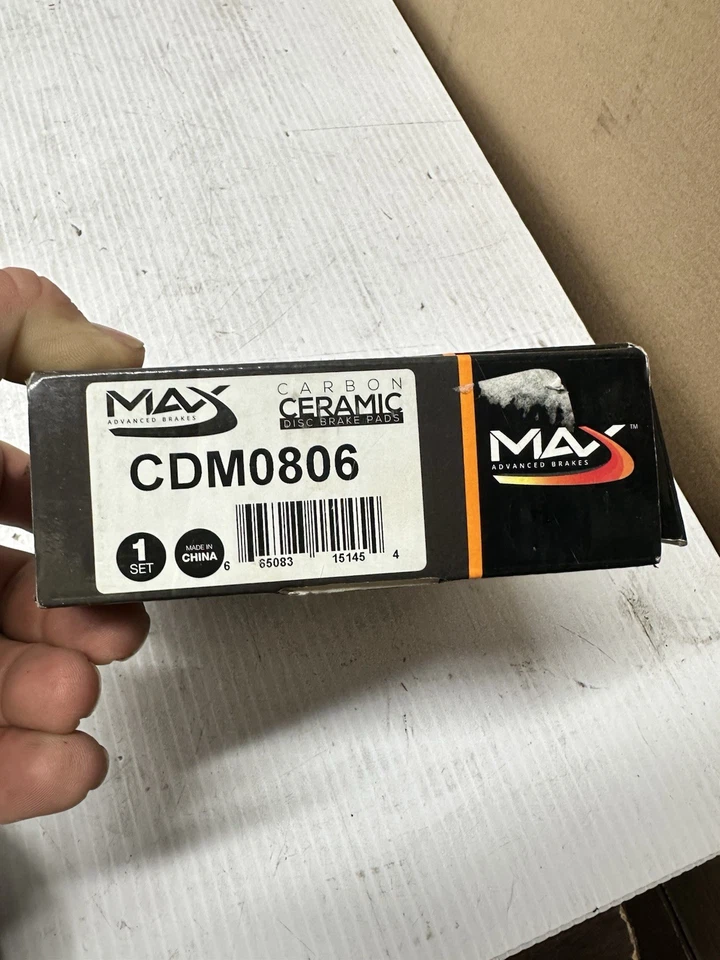 MAX
ADVANCED BRAKES
CARBON
CERAMIC
DISC BRAKE PADS
CDM0806
1
SET
MADE IN
CHINA
6 65083 15145 4
MAX™
ADVANCED BRAKES